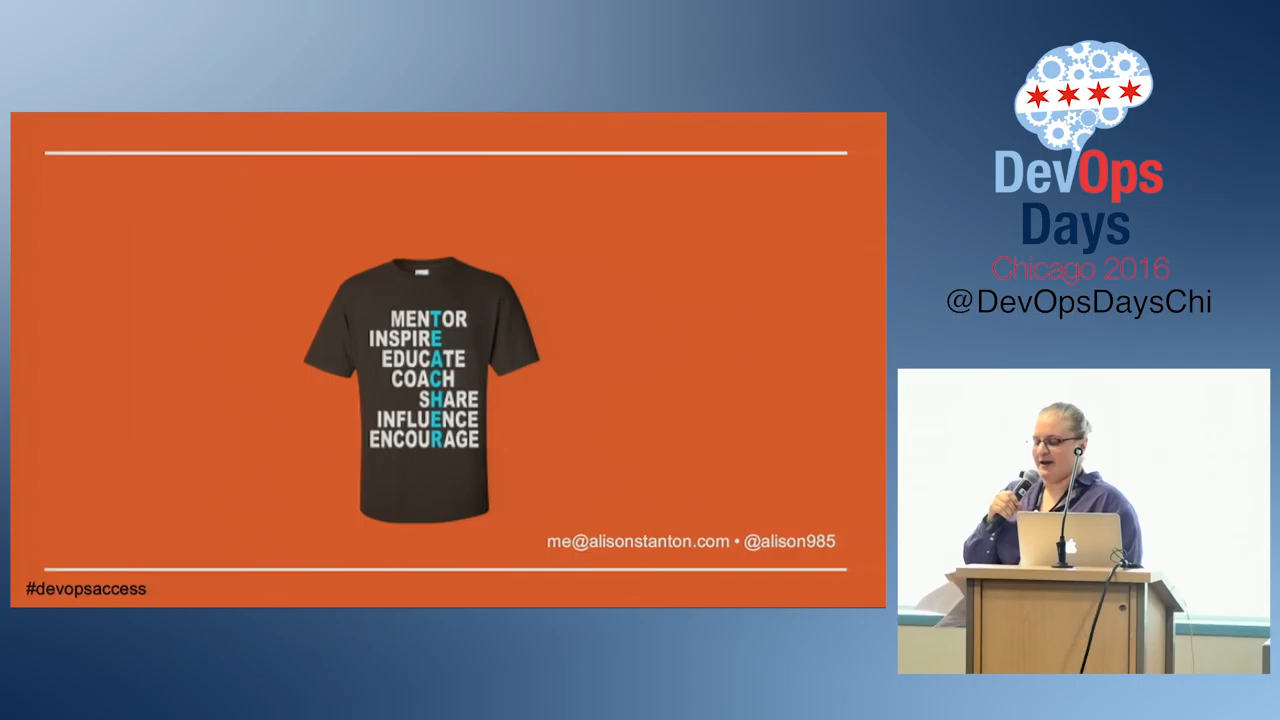 MENTOR
INSPIRE
EDUCATE
COACH
SHARE
INFLUENCE
ENCOURAGE
me@alisonstanton.com • @alison985
#devopsaccess
DevOps
Days
Chicago 2016
@DevOpsDaysChi